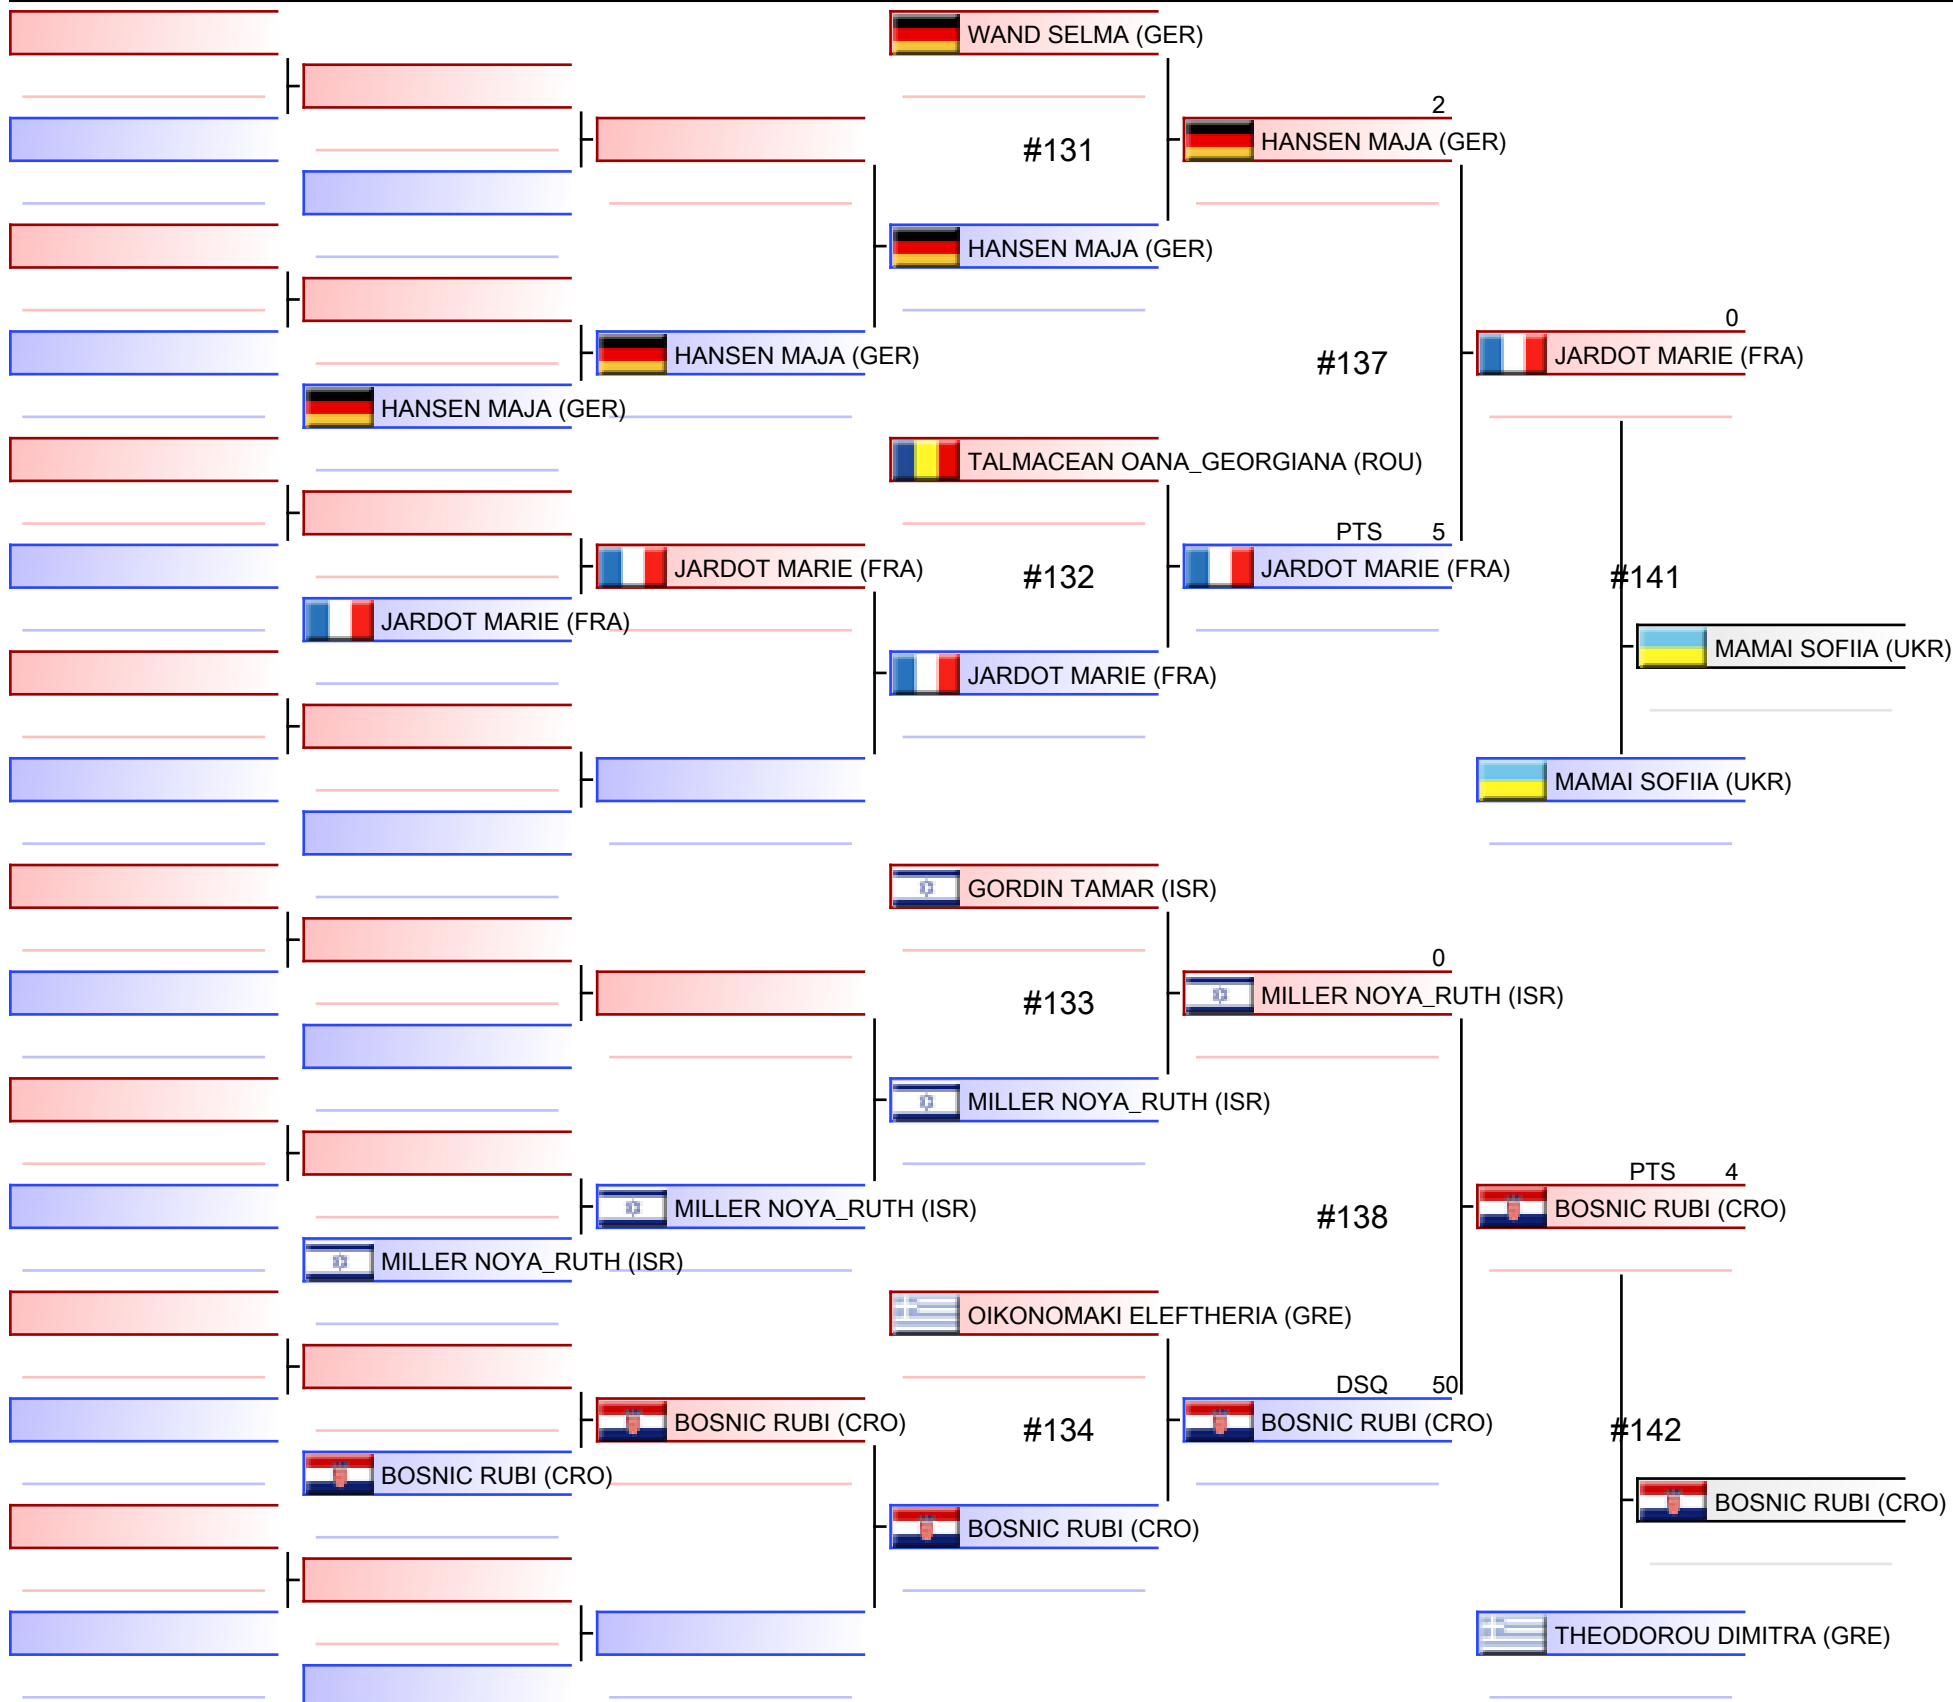 WAND SELMA (GER)
2
#131
HANSEN MAJA (GER)
HANSEN MAJA (GER)
0
HANSEN MAJA (GER)
#137
JARDOT MARIE (FRA)
HANSEN MAJA (GER)
TALMACEAN OANA_GEORGIANA (ROU)
PTS 5
JARDOT MARIE (FRA)
#132
JARDOT MARIE (FRA)
#141
JARDOT MARIE (FRA)
MAMAI SOFIIA (UKR)
JARDOT MARIE (FRA)
MAMAI SOFIIA (UKR)
GORDIN TAMAR (ISR)
0
#133
MILLER NOYA_RUTH (ISR)
MILLER NOYA_RUTH (ISR)
PTS 4
MILLER NOYA_RUTH (ISR)
#138
BOSNIC RUBI (CRO)
MILLER NOYA_RUTH (ISR)
OIKONOMAKI ELEFTHERIA (GRE)
DSQ 50
BOSNIC RUBI (CRO)
#134
BOSNIC RUBI (CRO)
#142
BOSNIC RUBI (CRO)
BOSNIC RUBI (CRO)
BOSNIC RUBI (CRO)
THEODOROU DIMITRA (GRE)